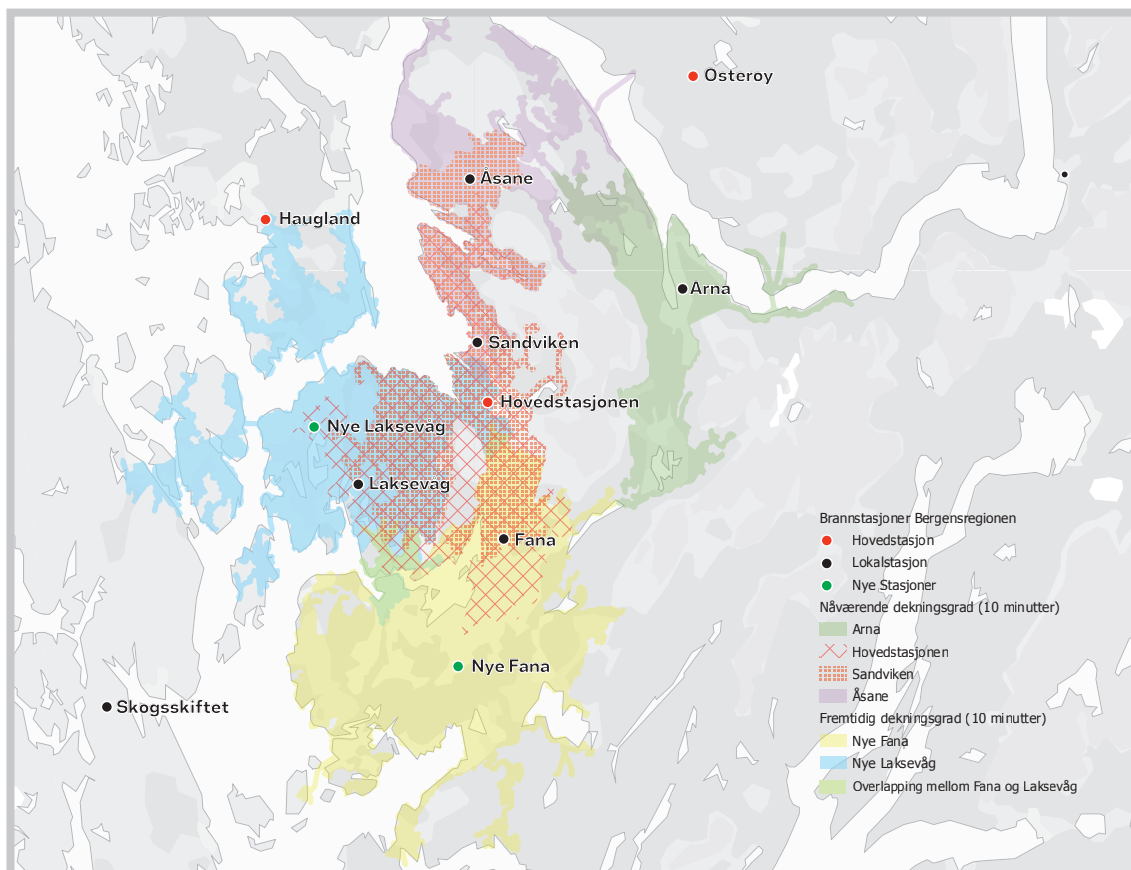 Osterøy
Åsane
Haugland
Arna
Sandviken
Hovedstasjonen
Nye Laksevåg
Laksevåg
Fana
Nye Fana
Skogsskiftet
Brannstasjoner Bergensregionen
Hovedstasjon
Lokalstasjon
Nye Stasjoner
Nåværende dekningsgrad (10 minutter)
Arna
Hovedstasjonen
Sandviken
Åsane
Fremtidig dekningsgrad (10 minutter)
Nye Fana
Nye Laksevåg
Overlapping mellom Fana og Laksevåg